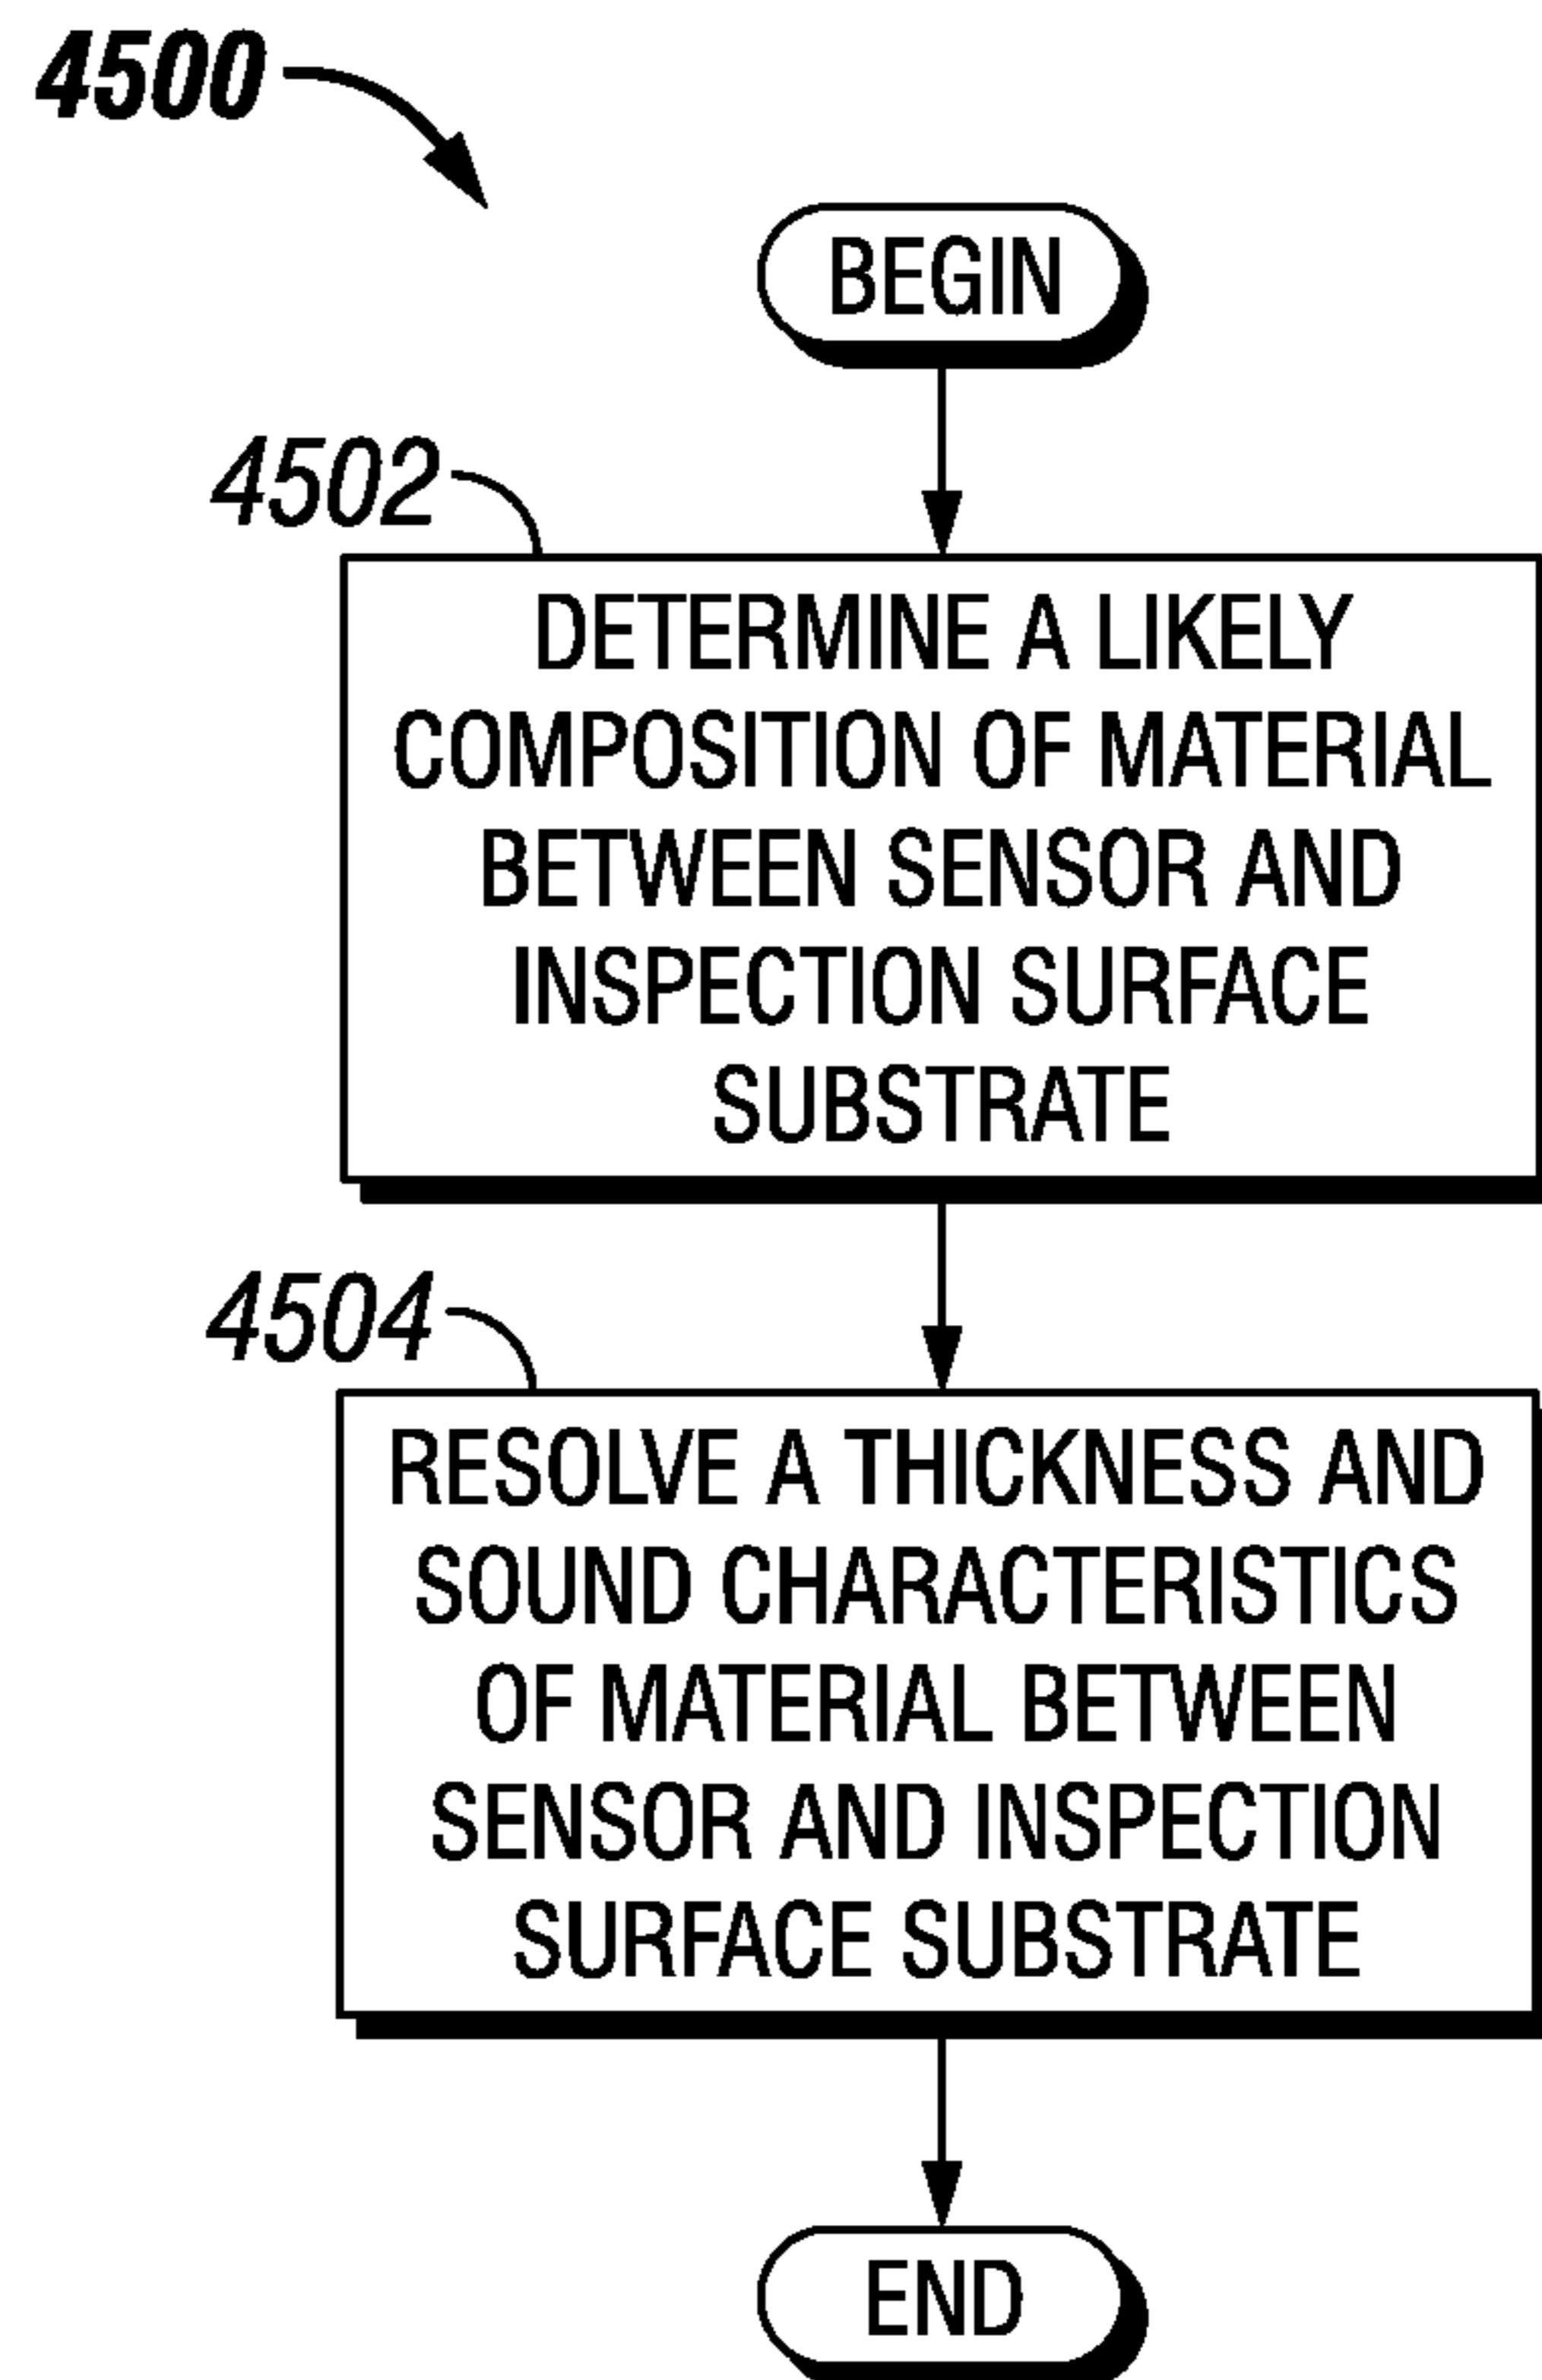 4500
BEGIN
4502
DETERMINE A LIKELY
COMPOSITION OF MATERIAL
BETWEEN SENSOR AND
INSPECTION SURFACE
SUBSTRATE
4504
RESOLVE A THICKNESS AND
SOUND CHARACTERISTICS
OF MATERIAL BETWEEN
SENSOR AND INSPECTION
SURFACE SUBSTRATE
END